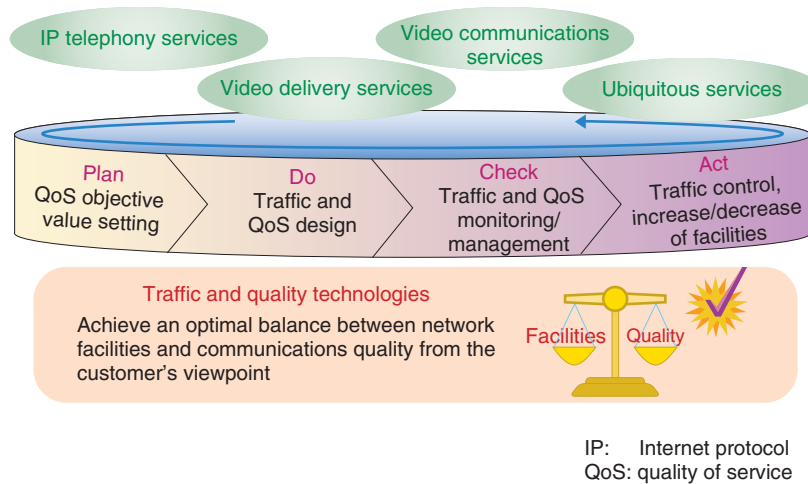 IP telephony services
Video communications
services
Video delivery services
Ubiquitous services
Plan
QoS objective
value setting
Do
Traffic and
QoS design
Check
Traffic and QoS
monitoring/
management
Act
Traffic control,
increase/decrease
of facilities
Traffic and quality technologies
Achieve an optimal balance between network
facilities and communications quality from the
customer’s viewpoint
Facilities
Quality
IP: Internet protocol
QoS: quality of service